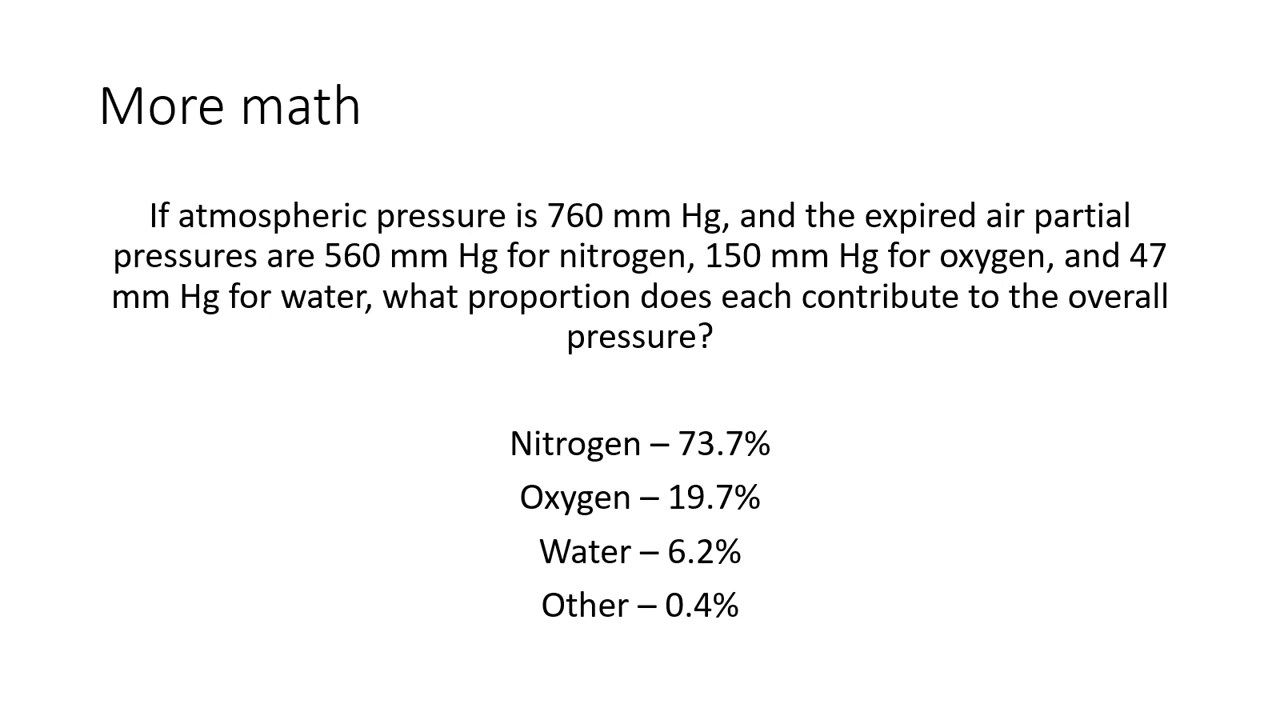 More math
If atmospheric pressure is 760 mm Hg, and the expired air partial
pressures are 560 mm Hg for nitrogen, 150 mm Hg for oxygen, and 47
mm Hg for water, what proportion does each contribute to the overall
pressure?
Nitrogen – 73.7%
Oxygen – 19.7%
Water – 6.2%
Other – 0.4%